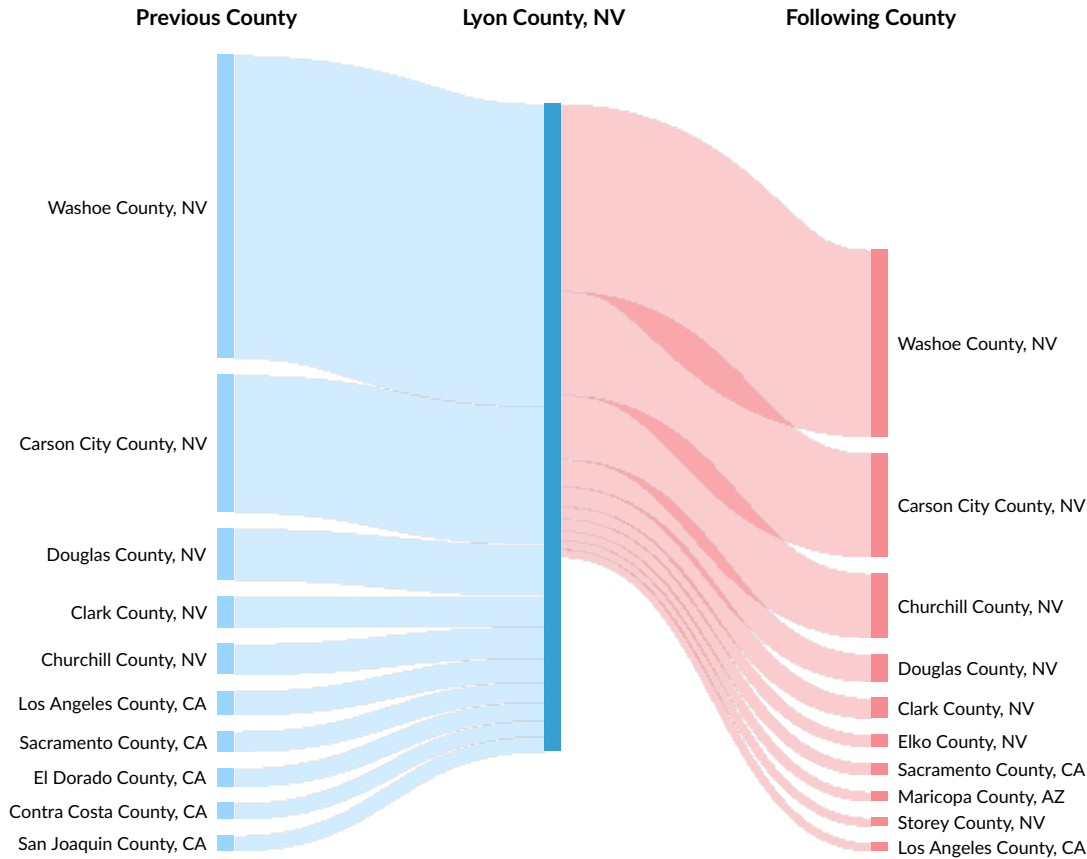 Previous County
Lyon County, NV
Following County
Washoe County, NV
Carson City County, NV
Douglas County, NV
Clark County, NV
Churchill County, NV
Los Angeles County, CA
Sacramento County, CA
El Dorado County, CA
Contra Costa County, CA
San Joaquin County, CA
Washoe County, NV
Carson City County, NV
Churchill County, NV
Douglas County, NV
Clark County, NV
Elko County, NV
Sacramento County, CA
Maricopa County, AZ
Storey County, NV
Los Angeles County, CA